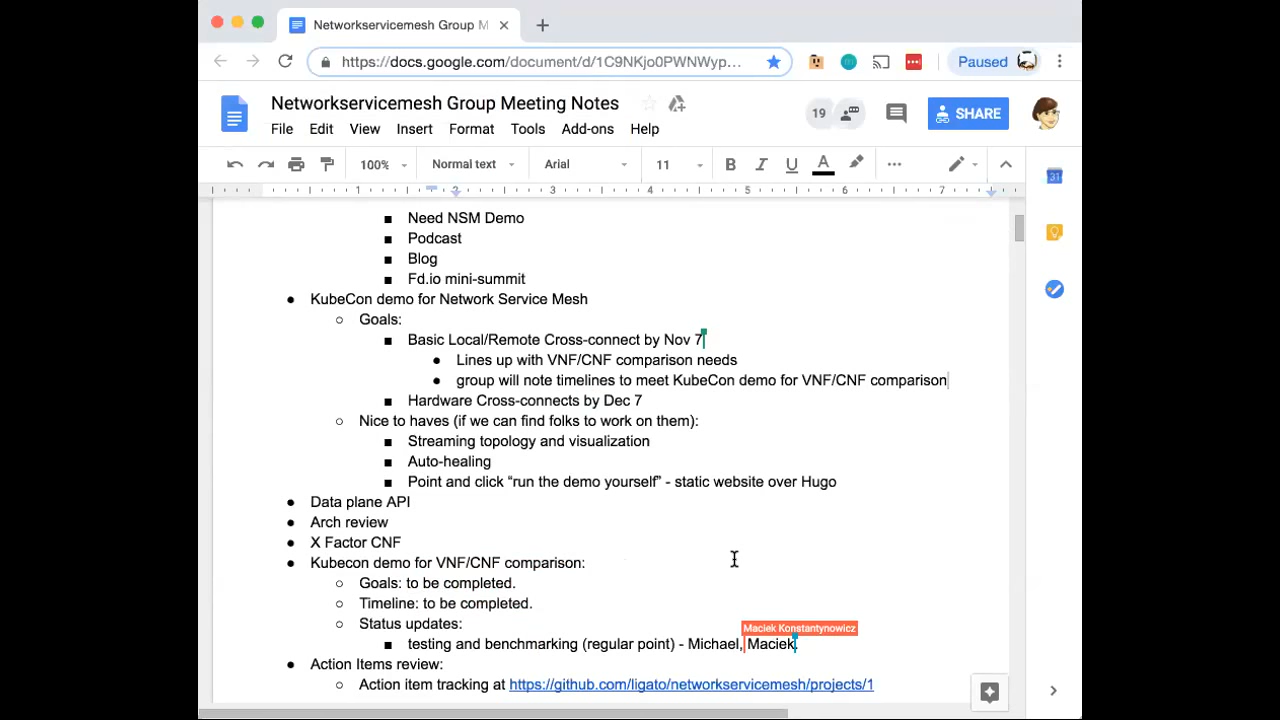 Networkservicemesh Group M
https://docs.google.com/document/d/1C9NKjo0PWNWyp...
Paused
Networkservicemesh Group Meeting Notes
19
SHARE
File Edit View Insert Format Tools Add-ons Help
100% Normal text Arial 11 B I U A
1 2 3 4 5 6 7
31
■ Need NSM Demo
■ Podcast
■ Blog
■ Fd.io mini-summit
● KubeCon demo for Network Service Mesh
○ Goals:
■ Basic Local/Remote Cross-connect by Nov 7
● Lines up with VNF/CNF comparison needs
● group will note timelines to meet KubeCon demo for VNF/CNF comparison
■ Hardware Cross-connects by Dec 7
○ Nice to haves (if we can find folks to work on them):
■ Streaming topology and visualization
■ Auto-healing
■ Point and click “run the demo yourself” - static website over Hugo
● Data plane API
● Arch review
● X Factor CNF
● Kubecon demo for VNF/CNF comparison:
○ Goals: to be completed.
○ Timeline: to be completed.
○ Status updates:
Maciek Konstantynowicz
■ testing and benchmarking (regular point) - Michael, Maciek.
● Action Items review:
○ Action item tracking at https://github.com/ligato/networkservicemesh/projects/1